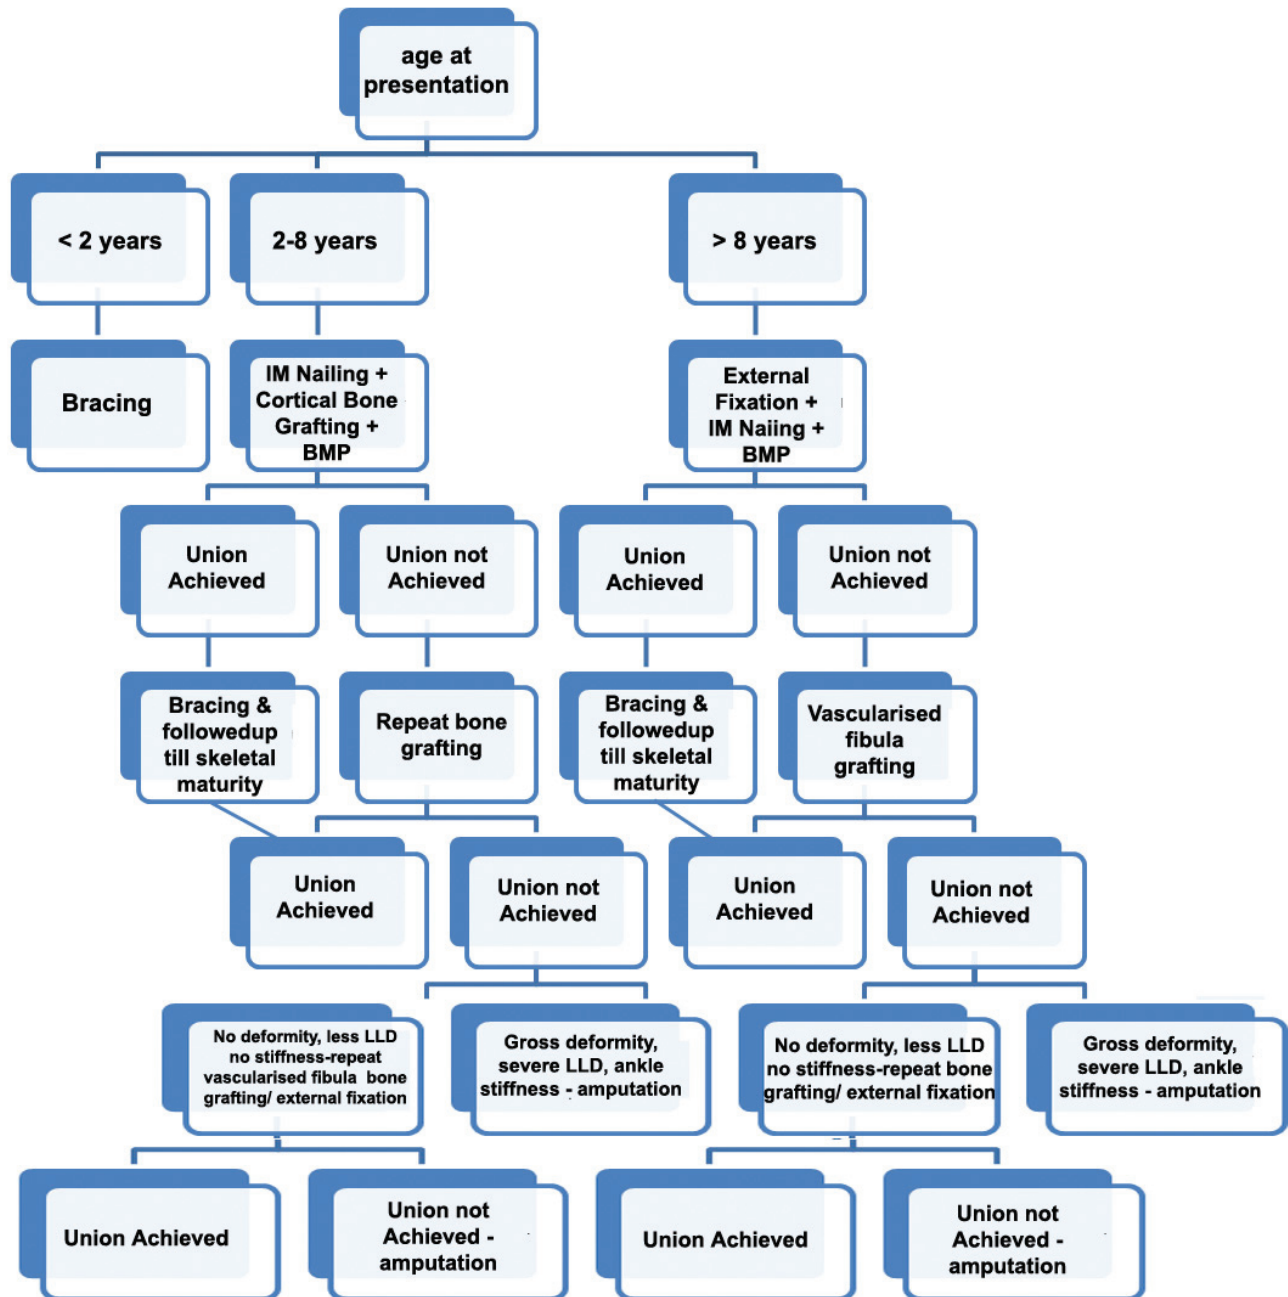 age at
presentation
< 2 years
2-8 years
> 8 years
Bracing
IM Nailing +
Cortical Bone
Grafting +
BMP
External
Fixation +
IM Naiing +
BMP
Union
Achieved
Union not
Achieved
Union
Achieved
Union not
Achieved
Bracing &
followedup
till skeletal
maturity
Repeat bone
grafting
Bracing &
followedup
till skeletal
maturity
Vascularised
fibula
grafting
Union
Achieved
Union not
Achieved
Union
Achieved
Union not
Achieved
No deformity, less LLD
no stiffness-repeat
vascularised fibula bone
grafting/ external fixation
Gross deformity,
severe LLD, ankle
stiffness - amputation
No deformity, less LLD
no stiffness-repeat bone
grafting/ external fixation
Gross deformity,
severe LLD, ankle
stiffness - amputation
Union Achieved
Union not
Achieved -
amputation
Union Achieved
Union not
Achieved -
amputation